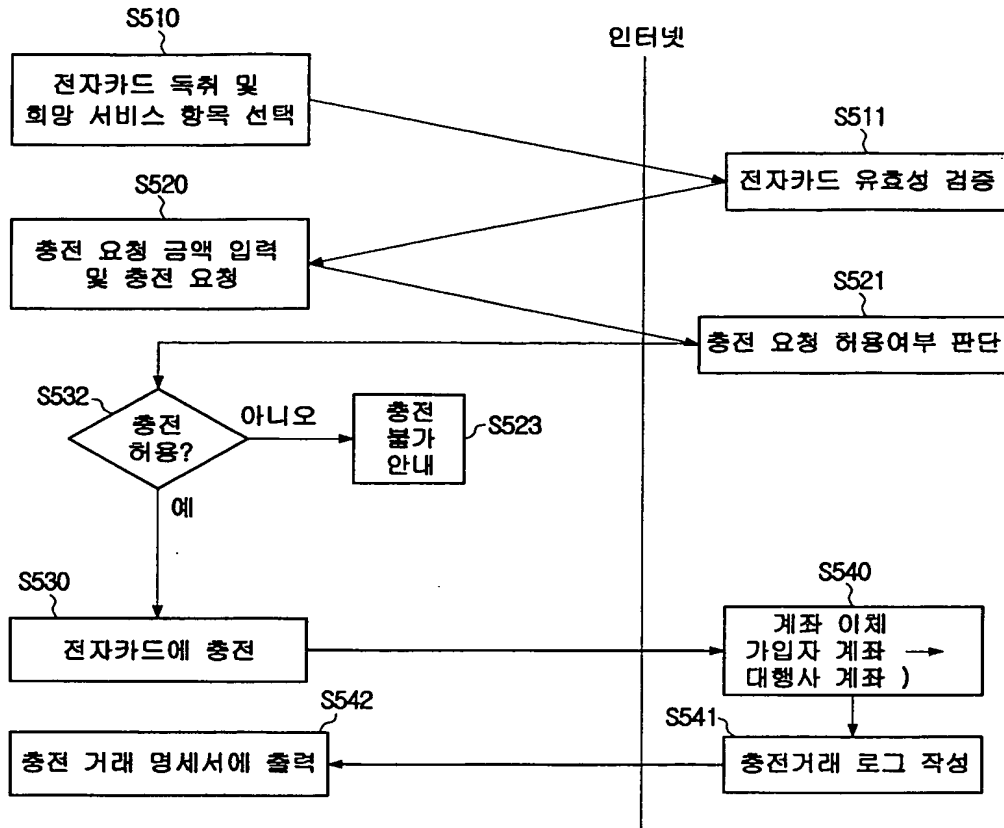 S510
인터넷
전자카드 독취 및
희망 서비스 항목 선택
S511
전자카드 유효성 검증
S520
충전 요청 금액 입력
및 충전 요청
S521
충전 요청 허용여부 판단
S532
충전
허용?
아니오
충전
불가
안내
S523
예
S530
전자카드에 충전
S540
계좌 이체
가입자 계좌 →
대행사 계좌 )
S542
충전 거래 명세서에 출력
S541
충전거래 로그 작성